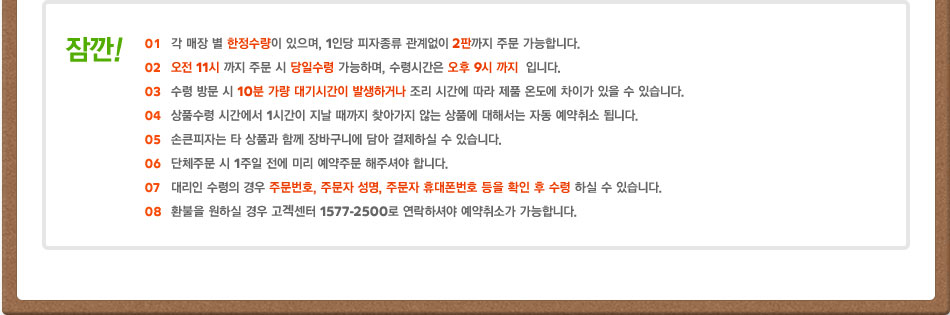 잠깐!
01 각 매장 별 한정수량이 있으며, 1인당 피자종류 관계없이 2판까지 주문 가능합니다.
02 오전 11시 까지 주문 시 당일수령 가능하며, 수령시간은 오후 9시 까지 입니다.
03 수령 방문 시 10분 가량 대기시간이 발생하거나 조리 시간에 따라 제품 온도에 차이가 있을 수 있습니다.
04 상품수령 시간에서 1시간이 지날 때까지 찾아가지 않는 상품에 대해서는 자동 예약취소 됩니다.
05 손큰피자는 타 상품과 함께 장바구니에 담아 결제하실 수 없습니다.
06 단체주문 시 1주일 전에 미리 예약주문 해주셔야 합니다.
07 대리인 수령의 경우 주문번호, 주문자 성명, 주문자 휴대폰번호 등을 확인 후 수령 하실 수 있습니다.
08 환불을 원하실 경우 고객센터 1577-2500로 연락하셔야 예약취소가 가능합니다.